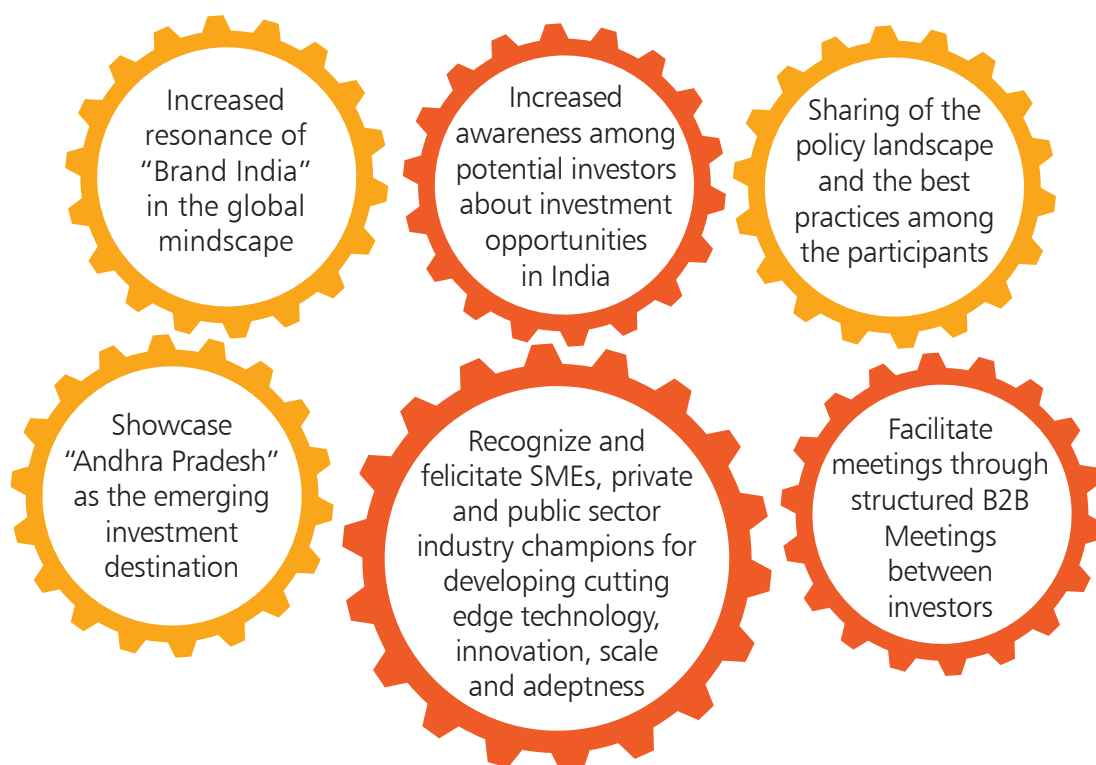 Increased
resonance of
“Brand India”
in the global
mindscape
Increased
awareness among
potential investors
about investment
opportunities
in India
Sharing of the
policy landscape
and the best
practices among
the participants
Showcase
“Andhra Pradesh”
as the emerging
investment
destination
Recognize and
felicitate SMEs, private
and public sector
industry champions for
developing cutting
edge technology,
innovation, scale
and adeptness
Facilitate
meetings through
structured B2B
Meetings
between
investors